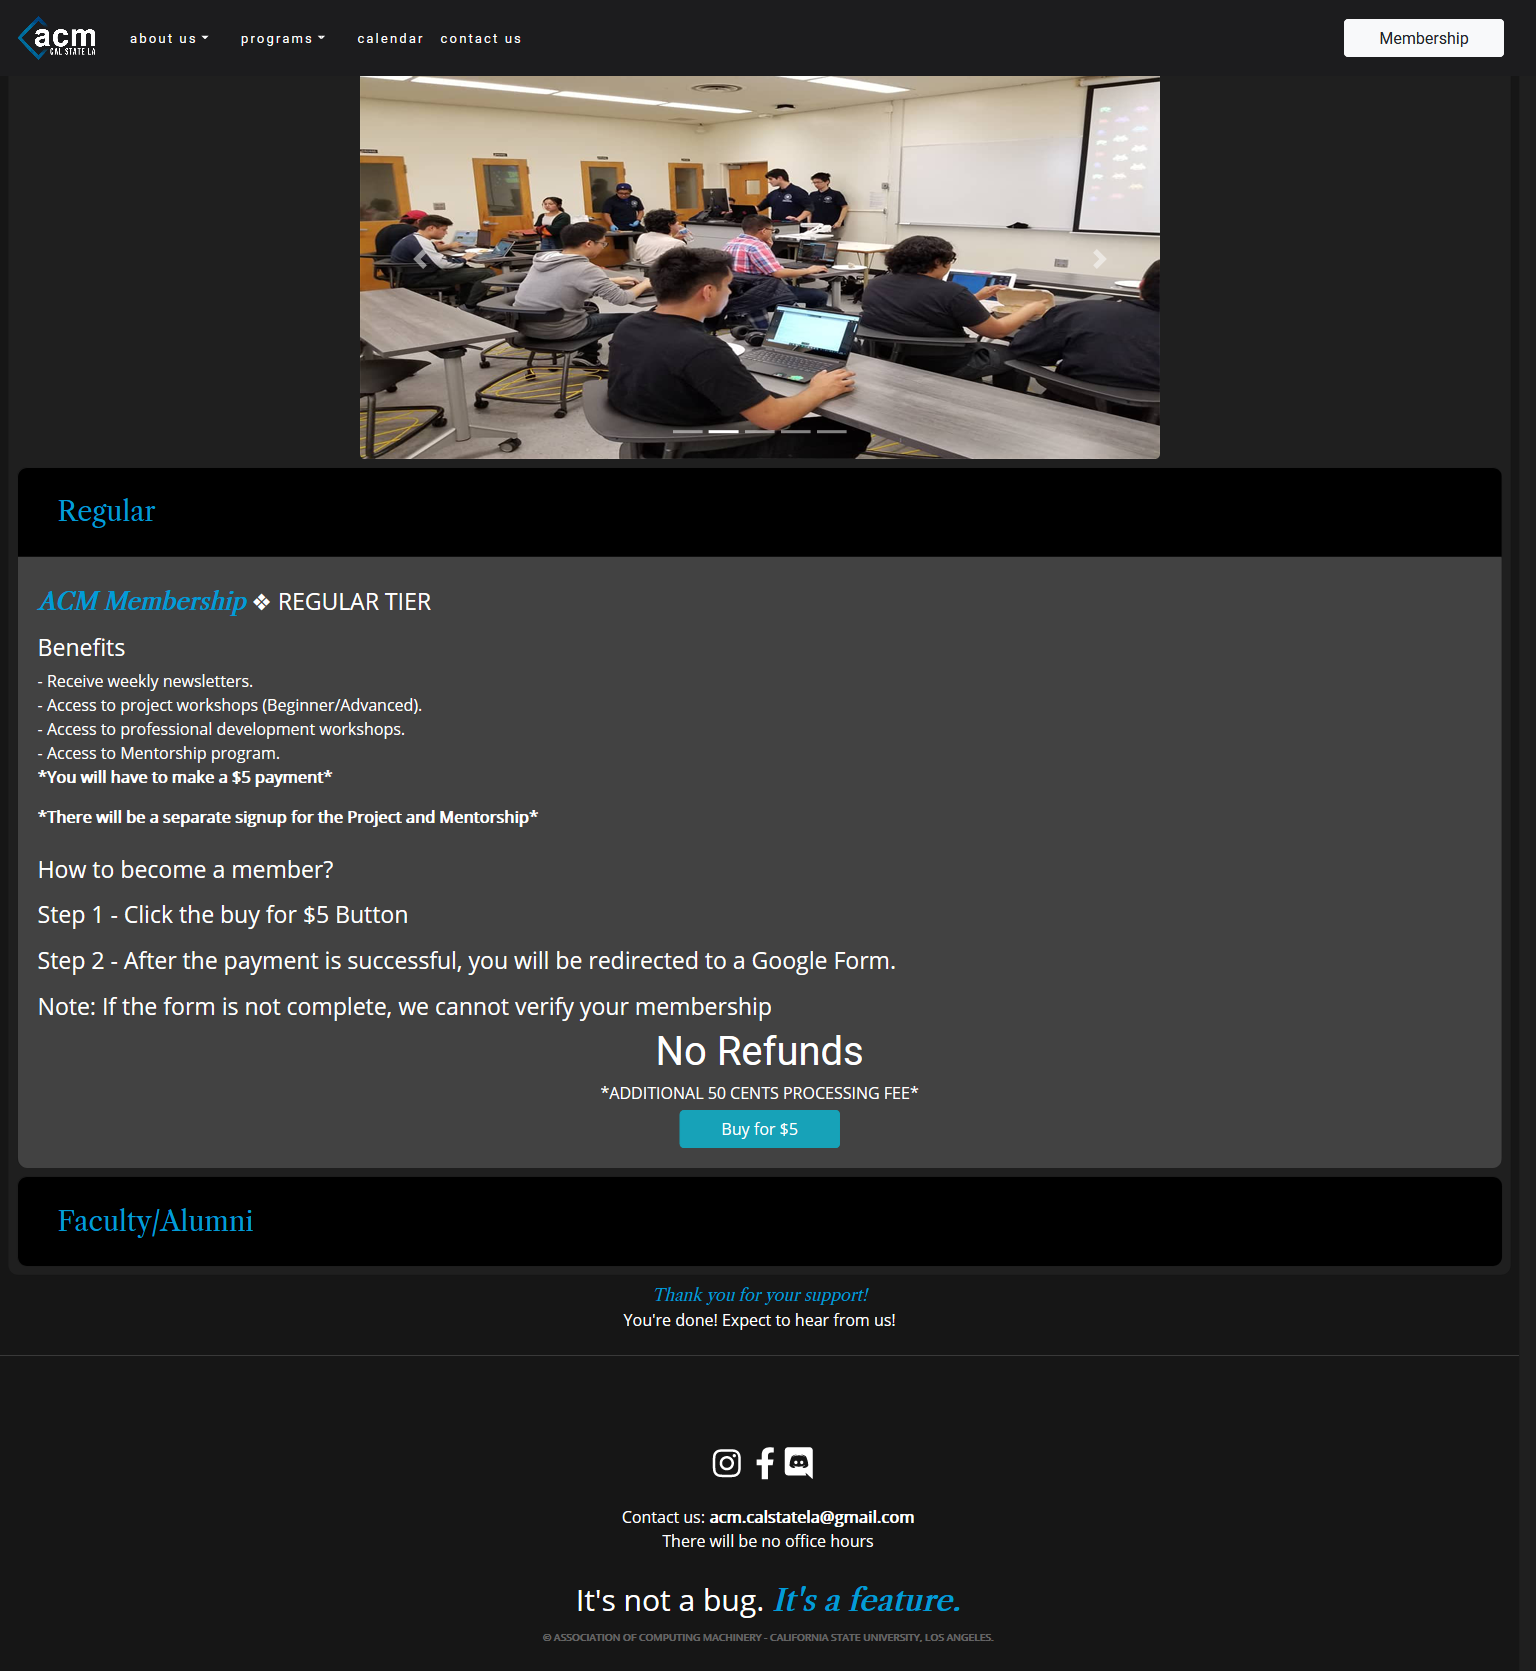 acm
CAL STATE LA
about us
programs
calendar
contact us
Membership
Regular
ACM Membership ❖ REGULAR TIER
Benefits
- Receive weekly newsletters.
- Access to project workshops (Beginner/Advanced).
- Access to professional development workshops.
- Access to Mentorship program.
*You will have to make a $5 payment*
*There will be a separate signup for the Project and Mentorship*
How to become a member?
Step 1 - Click the buy for $5 Button
Step 2 - After the payment is successful, you will be redirected to a Google Form.
Note: If the form is not complete, we cannot verify your membership
No Refunds
*ADDITIONAL 50 CENTS PROCESSING FEE*
Buy for $5
Faculty/Alumni
Thank you for your support!
You're done! Expect to hear from us!
Contact us: acm.calstatela@gmail.com
There will be no office hours
It's not a bug. It's a feature.
© ASSOCIATION OF COMPUTING MACHINERY - CALIFORNIA STATE UNIVERSITY, LOS ANGELES.